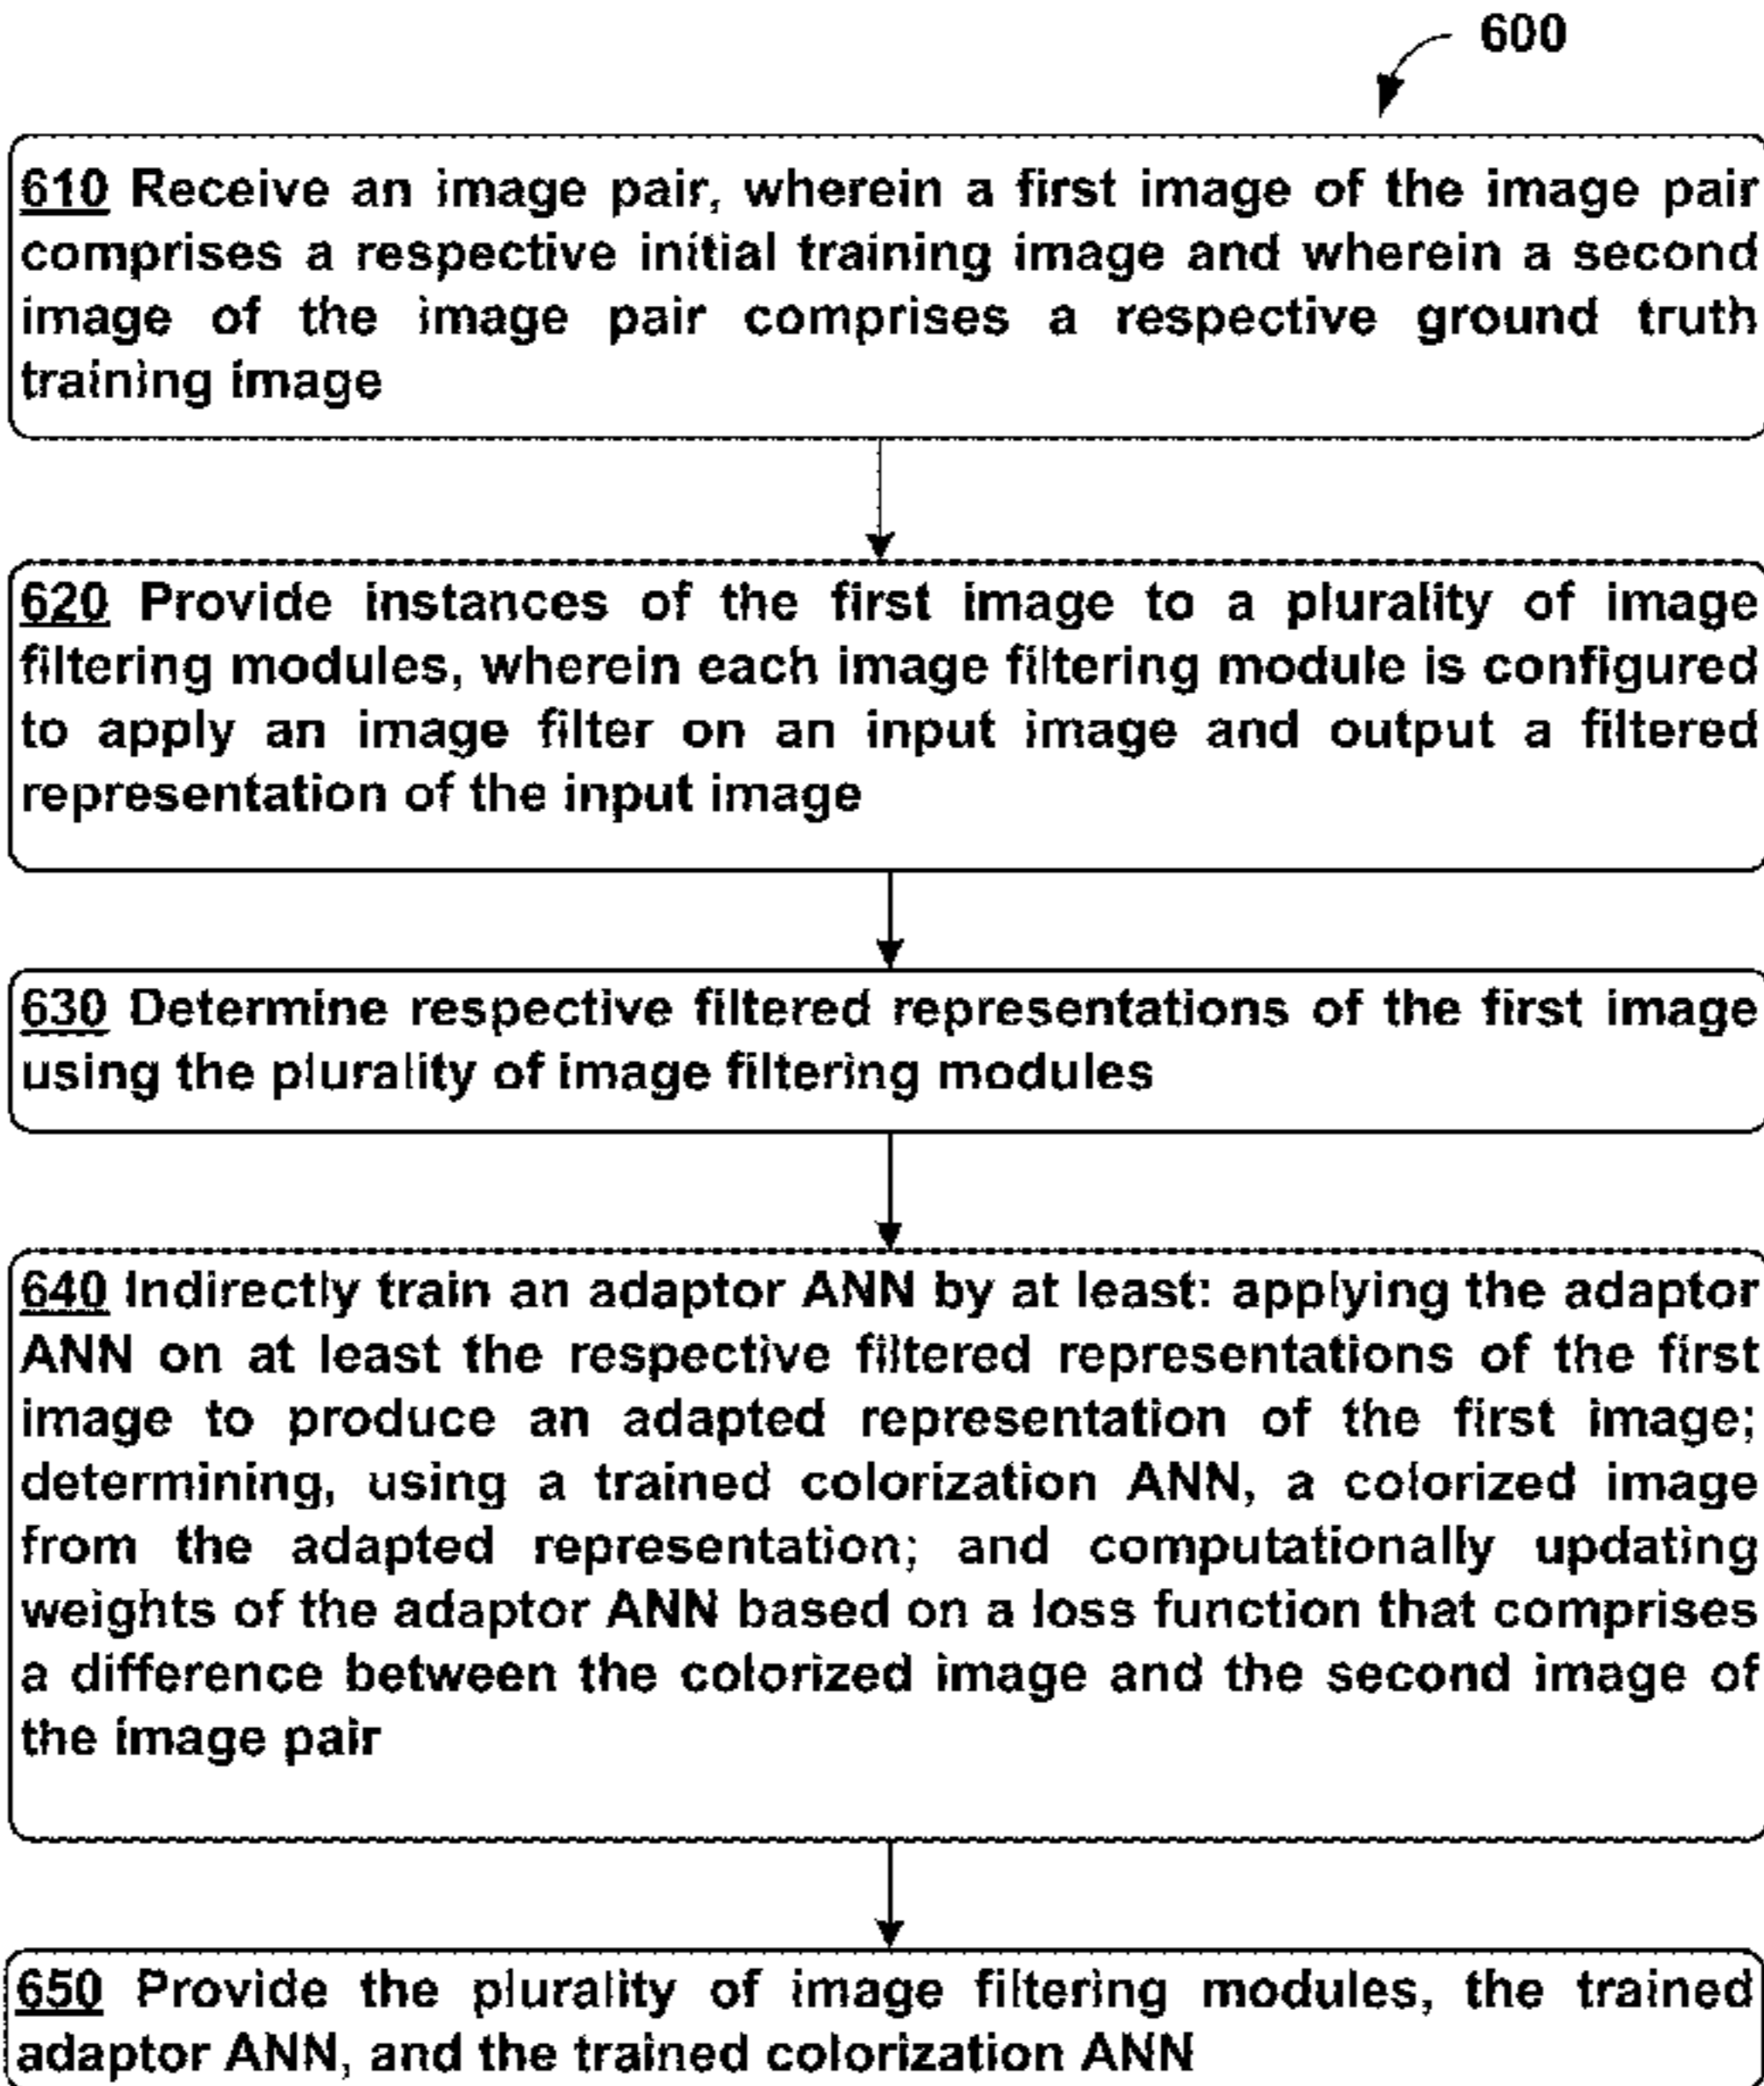 600
610 Receive an image pair, wherein a first image of the image pair
comprises a respective initial training image and wherein a second
image of the image pair comprises a respective ground truth
training image
620 Provide instances of the first image to a plurality of image
filtering modules, wherein each image filtering module is configured
to apply an image filter on an input image and output a filtered
representation of the input image
630 Determine respective filtered representations of the first image
using the plurality of image filtering modules
640 Indirectly train an adaptor ANN by at least: applying the adaptor
ANN on at least the respective filtered representations of the first
image to produce an adapted representation of the first image;
determining, using a trained colorization ANN, a colorized image
from the adapted representation; and computationally updating
weights of the adaptor ANN based on a loss function that comprises
a difference between the colorized image and the second image of
the image pair
650 Provide the plurality of image filtering modules, the trained
adaptor ANN, and the trained colorization ANN